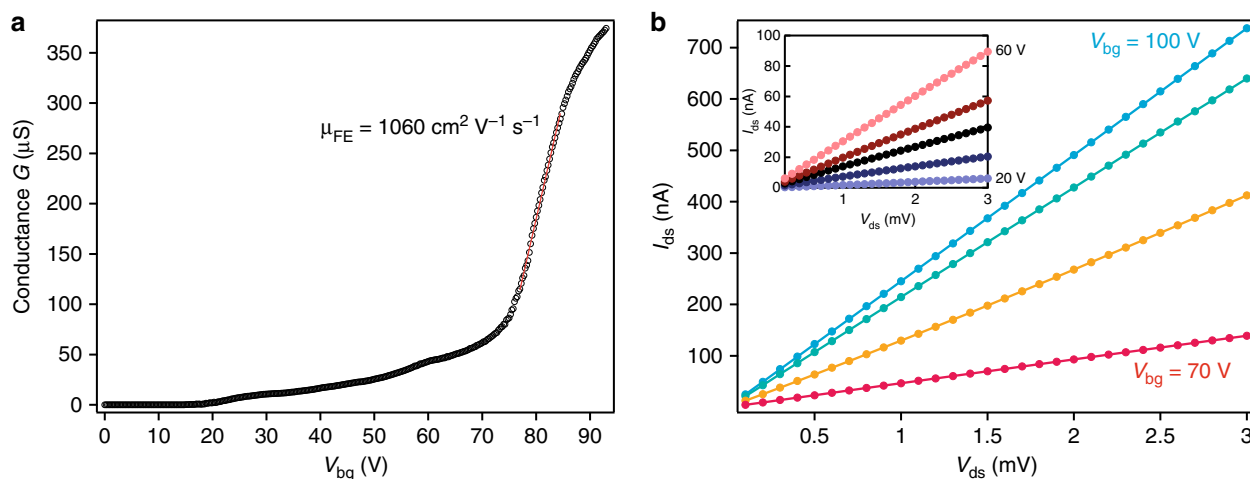 a
Conductance G (μS)
350
300
250
200
150
100
50
0
μFE = 1060 cm² V⁻¹ s⁻¹
0 10 20 30 40 50 60 70 80 90
Vbg (V)
b
Ids (nA)
700
600
500
400
300
200
100
Vbg = 100 V
Vbg = 70 V
0.5 1 1.5 2 2.5 3
Vds (mV)
Ids (nA)
100
80
60
40
20
0
60 V
20 V
1 2 3
Vds (mV)